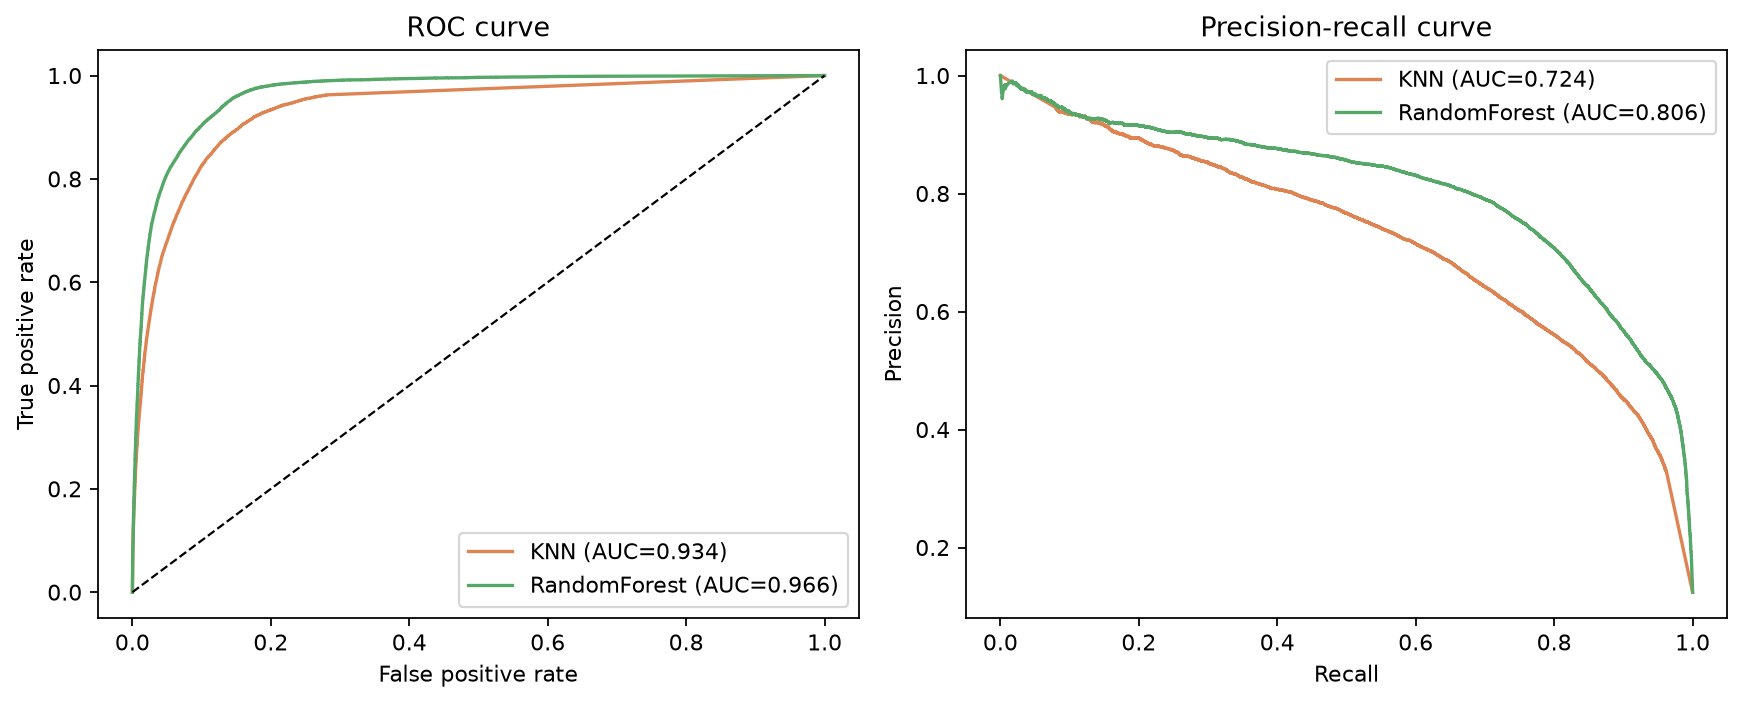 ROC curve
True positive rate
1.0
0.8
0.6
0.4
0.2
0.0
0.0 0.2 0.4 0.6 0.8 1.0
False positive rate
KNN (AUC=0.934)
RandomForest (AUC=0.966)
Precision-recall curve
Precision
1.0
0.8
0.6
0.4
0.2
0.0 0.2 0.4 0.6 0.8 1.0
Recall
KNN (AUC=0.724)
RandomForest (AUC=0.806)